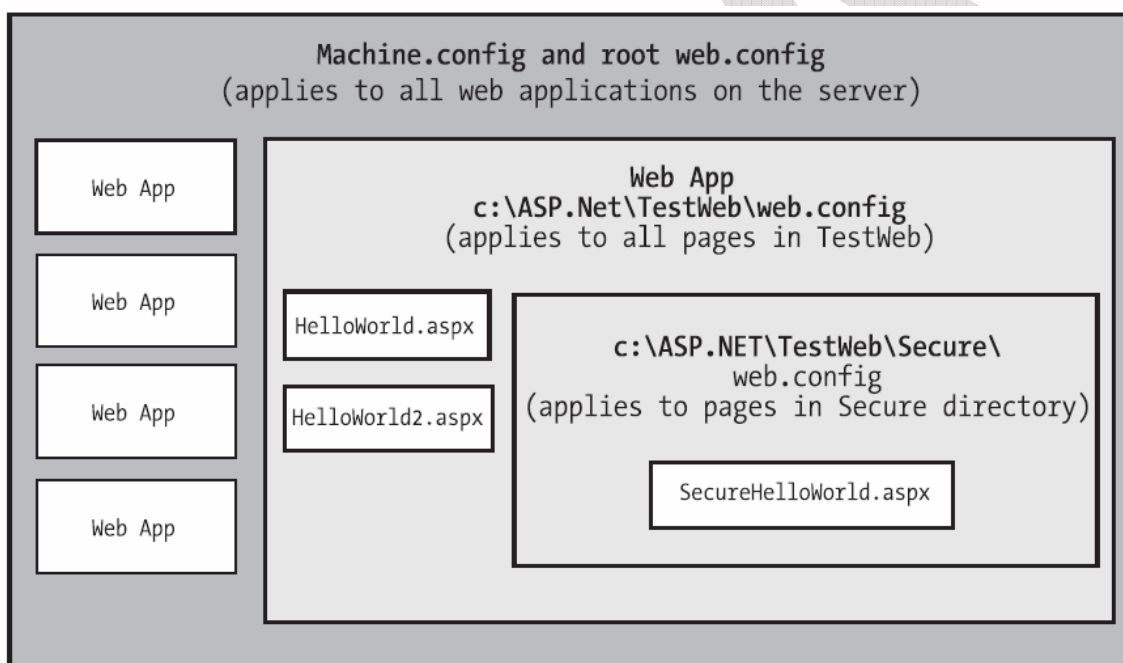 Machine.config and root web.config
(applies to all web applications on the server)
Web App
Web App
Web App
Web App
Web App
c:\ASP.Net\TestWeb\web.config
(applies to all pages in TestWeb)
HelloWorld.aspx
HelloWorld2.aspx
c:\ASP.NET\TestWeb\Secure\
web.config
(applies to pages in Secure directory)
SecureHelloWorld.aspx